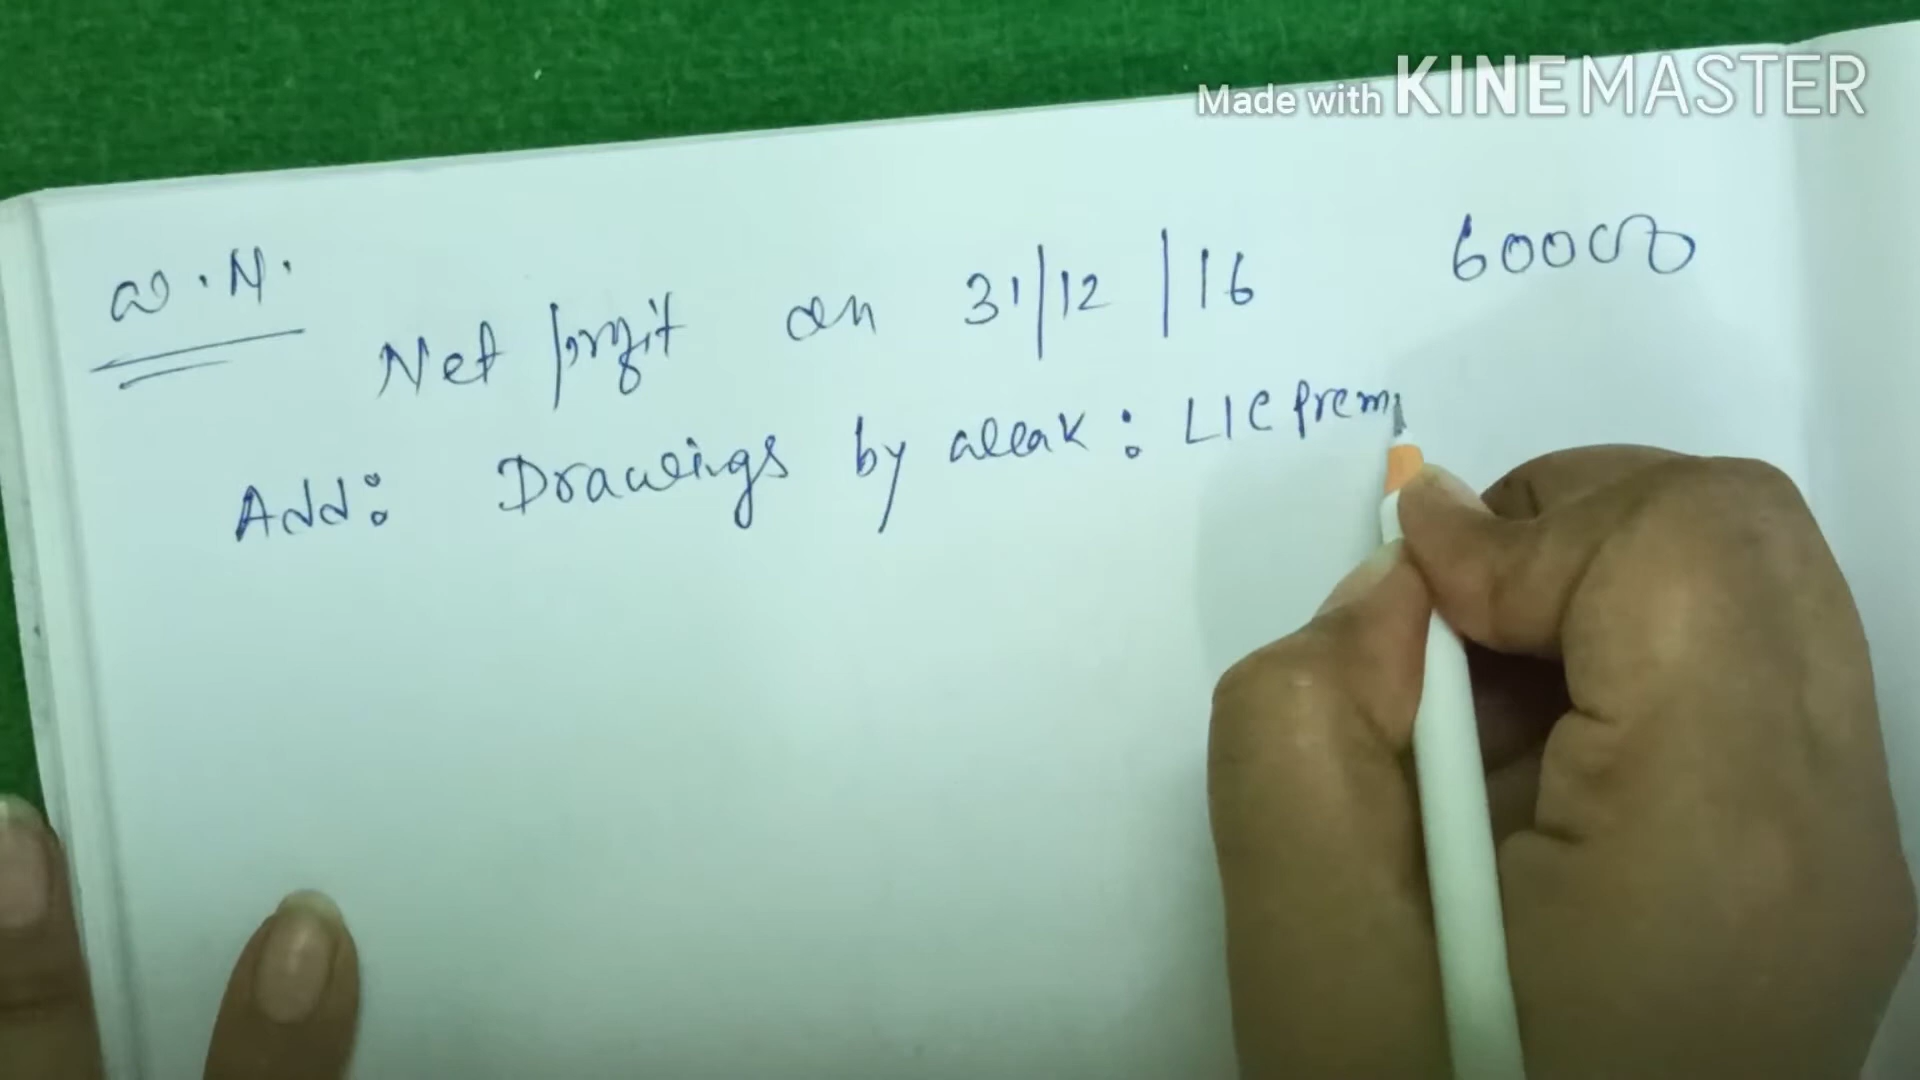 Made with KINEMASTER
W.N.
Net profit on 31/12/16 60000
Add: Drawings by alak: LIC prem